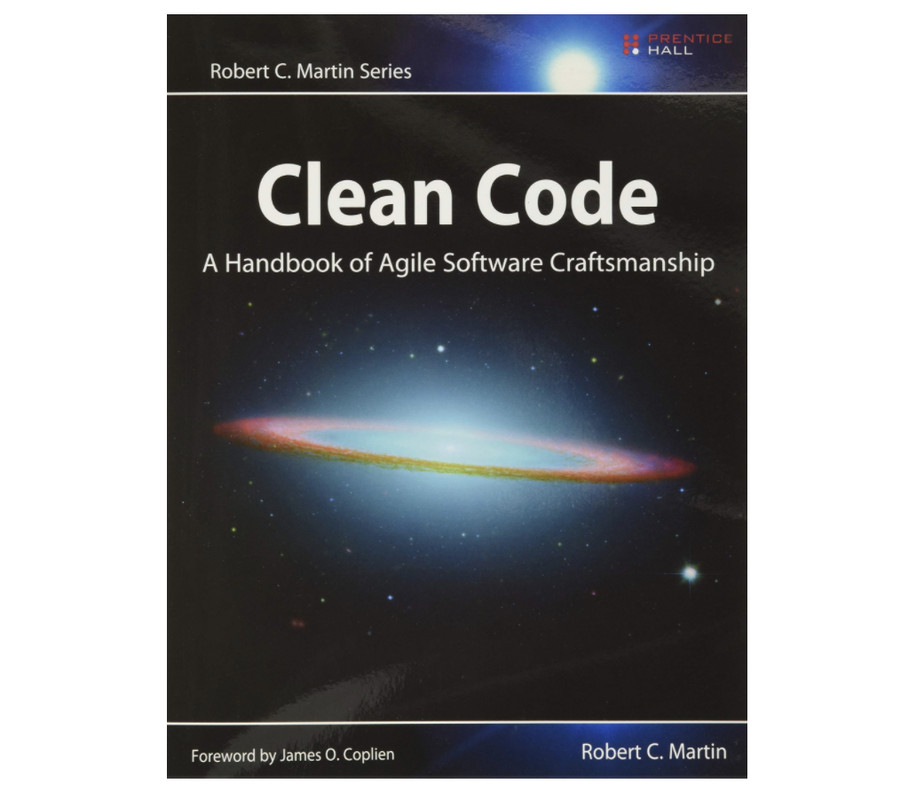 PRENTICE
HALL
Robert C. Martin Series
Clean Code
A Handbook of Agile Software Craftsmanship
Foreword by James O. Coplien
Robert C. Martin